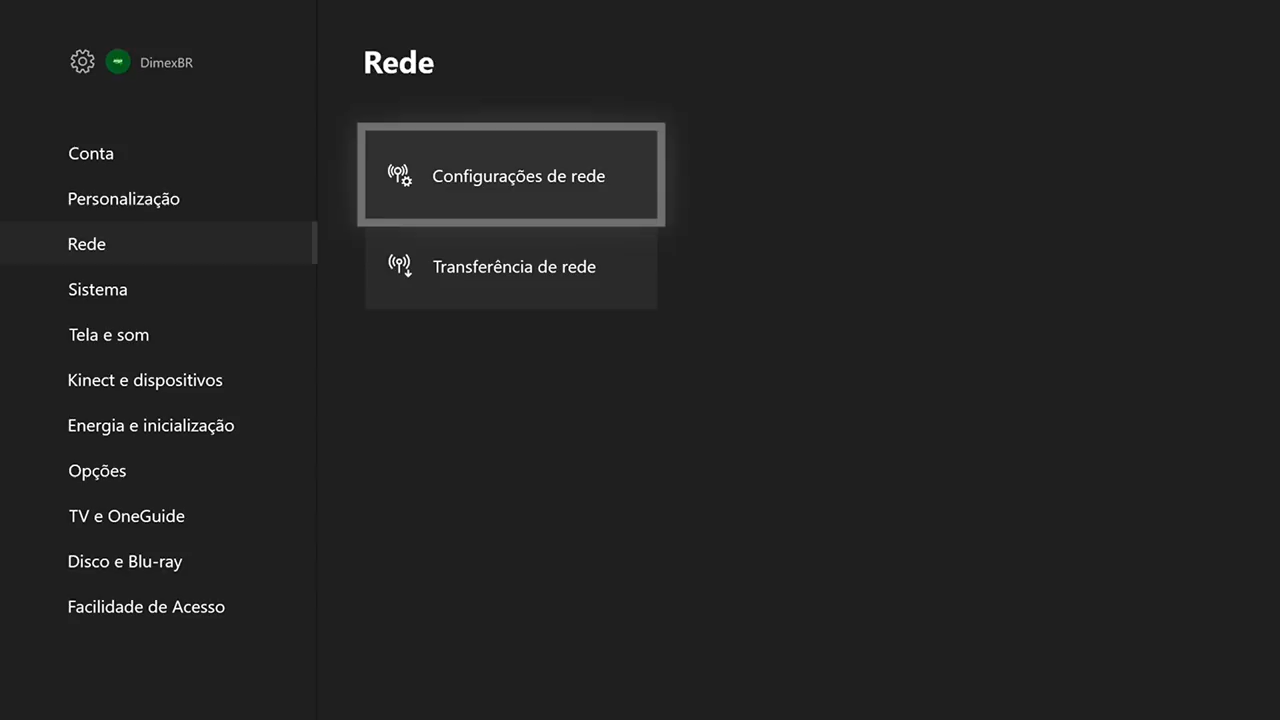 DimexBR
Conta
Personalização
Rede
Sistema
Tela e som
Kinect e dispositivos
Energia e inicialização
Opções
TV e OneGuide
Disco e Blu-ray
Facilidade de Acesso
Rede
Configurações de rede
Transferência de rede